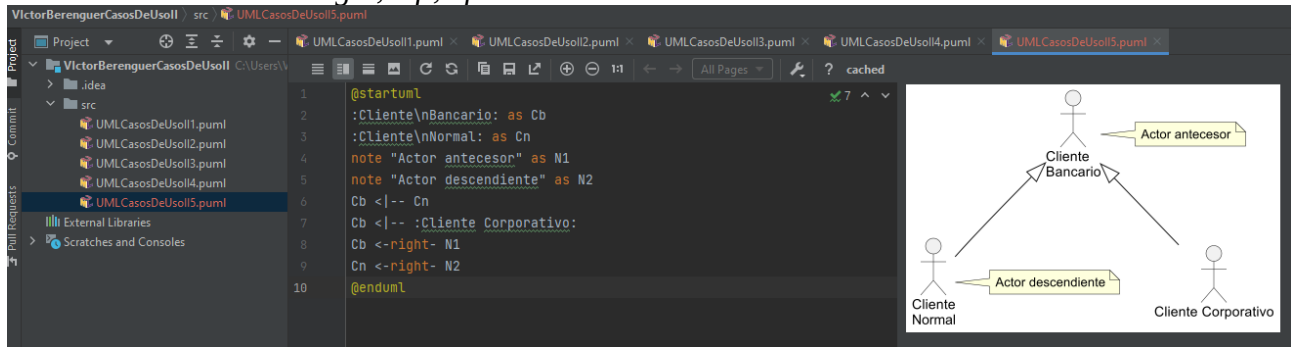 VIctorBerenguerCasosDeUsoII > src > UMLCasosDeUsoII5.puml
Project
UMLCasosDeUsoII1.puml
UMLCasosDeUsoII2.puml
UMLCasosDeUsoII3.puml
UMLCasosDeUsoII4.puml
UMLCasosDeUsoII5.puml
1:1
All Pages
? cached
Project
Commit
Pull Requests
VIctorBerenguerCasosDeUsoII C:\Users\V
.idea
src
UMLCasosDeUsoII1.puml
UMLCasosDeUsoII2.puml
UMLCasosDeUsoII3.puml
UMLCasosDeUsoII4.puml
UMLCasosDeUsoII5.puml
External Libraries
Scratches and Consoles
7
1 @startuml
2 :Cliente\nBancario: as Cb
3 :Cliente\nNormal: as Cn
4 note "Actor antecesor" as N1
5 note "Actor descendiente" as N2
6 Cb <|-- Cn
7 Cb <|-- :Cliente Corporativo:
8 Cb <-right- N1
9 Cn <-right- N2
10 @enduml
Actor antecesor
Cliente
Bancario
Actor descendiente
Cliente
Normal
Cliente Corporativo